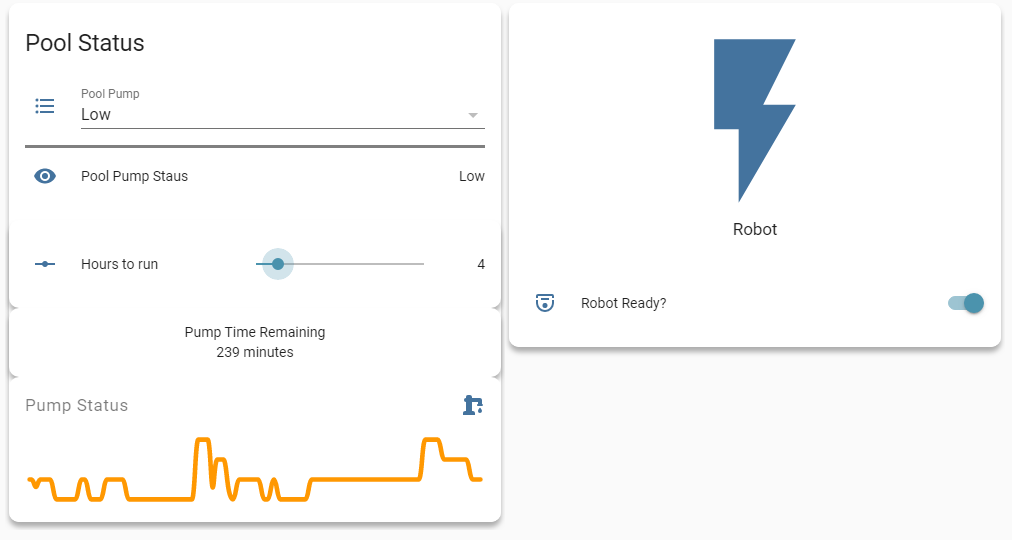 Pool Status
Pool Pump
Low
Pool Pump Staus
Low
Hours to run
4
Pump Time Remaining
239 minutes
Pump Status
Robot
Robot Ready?